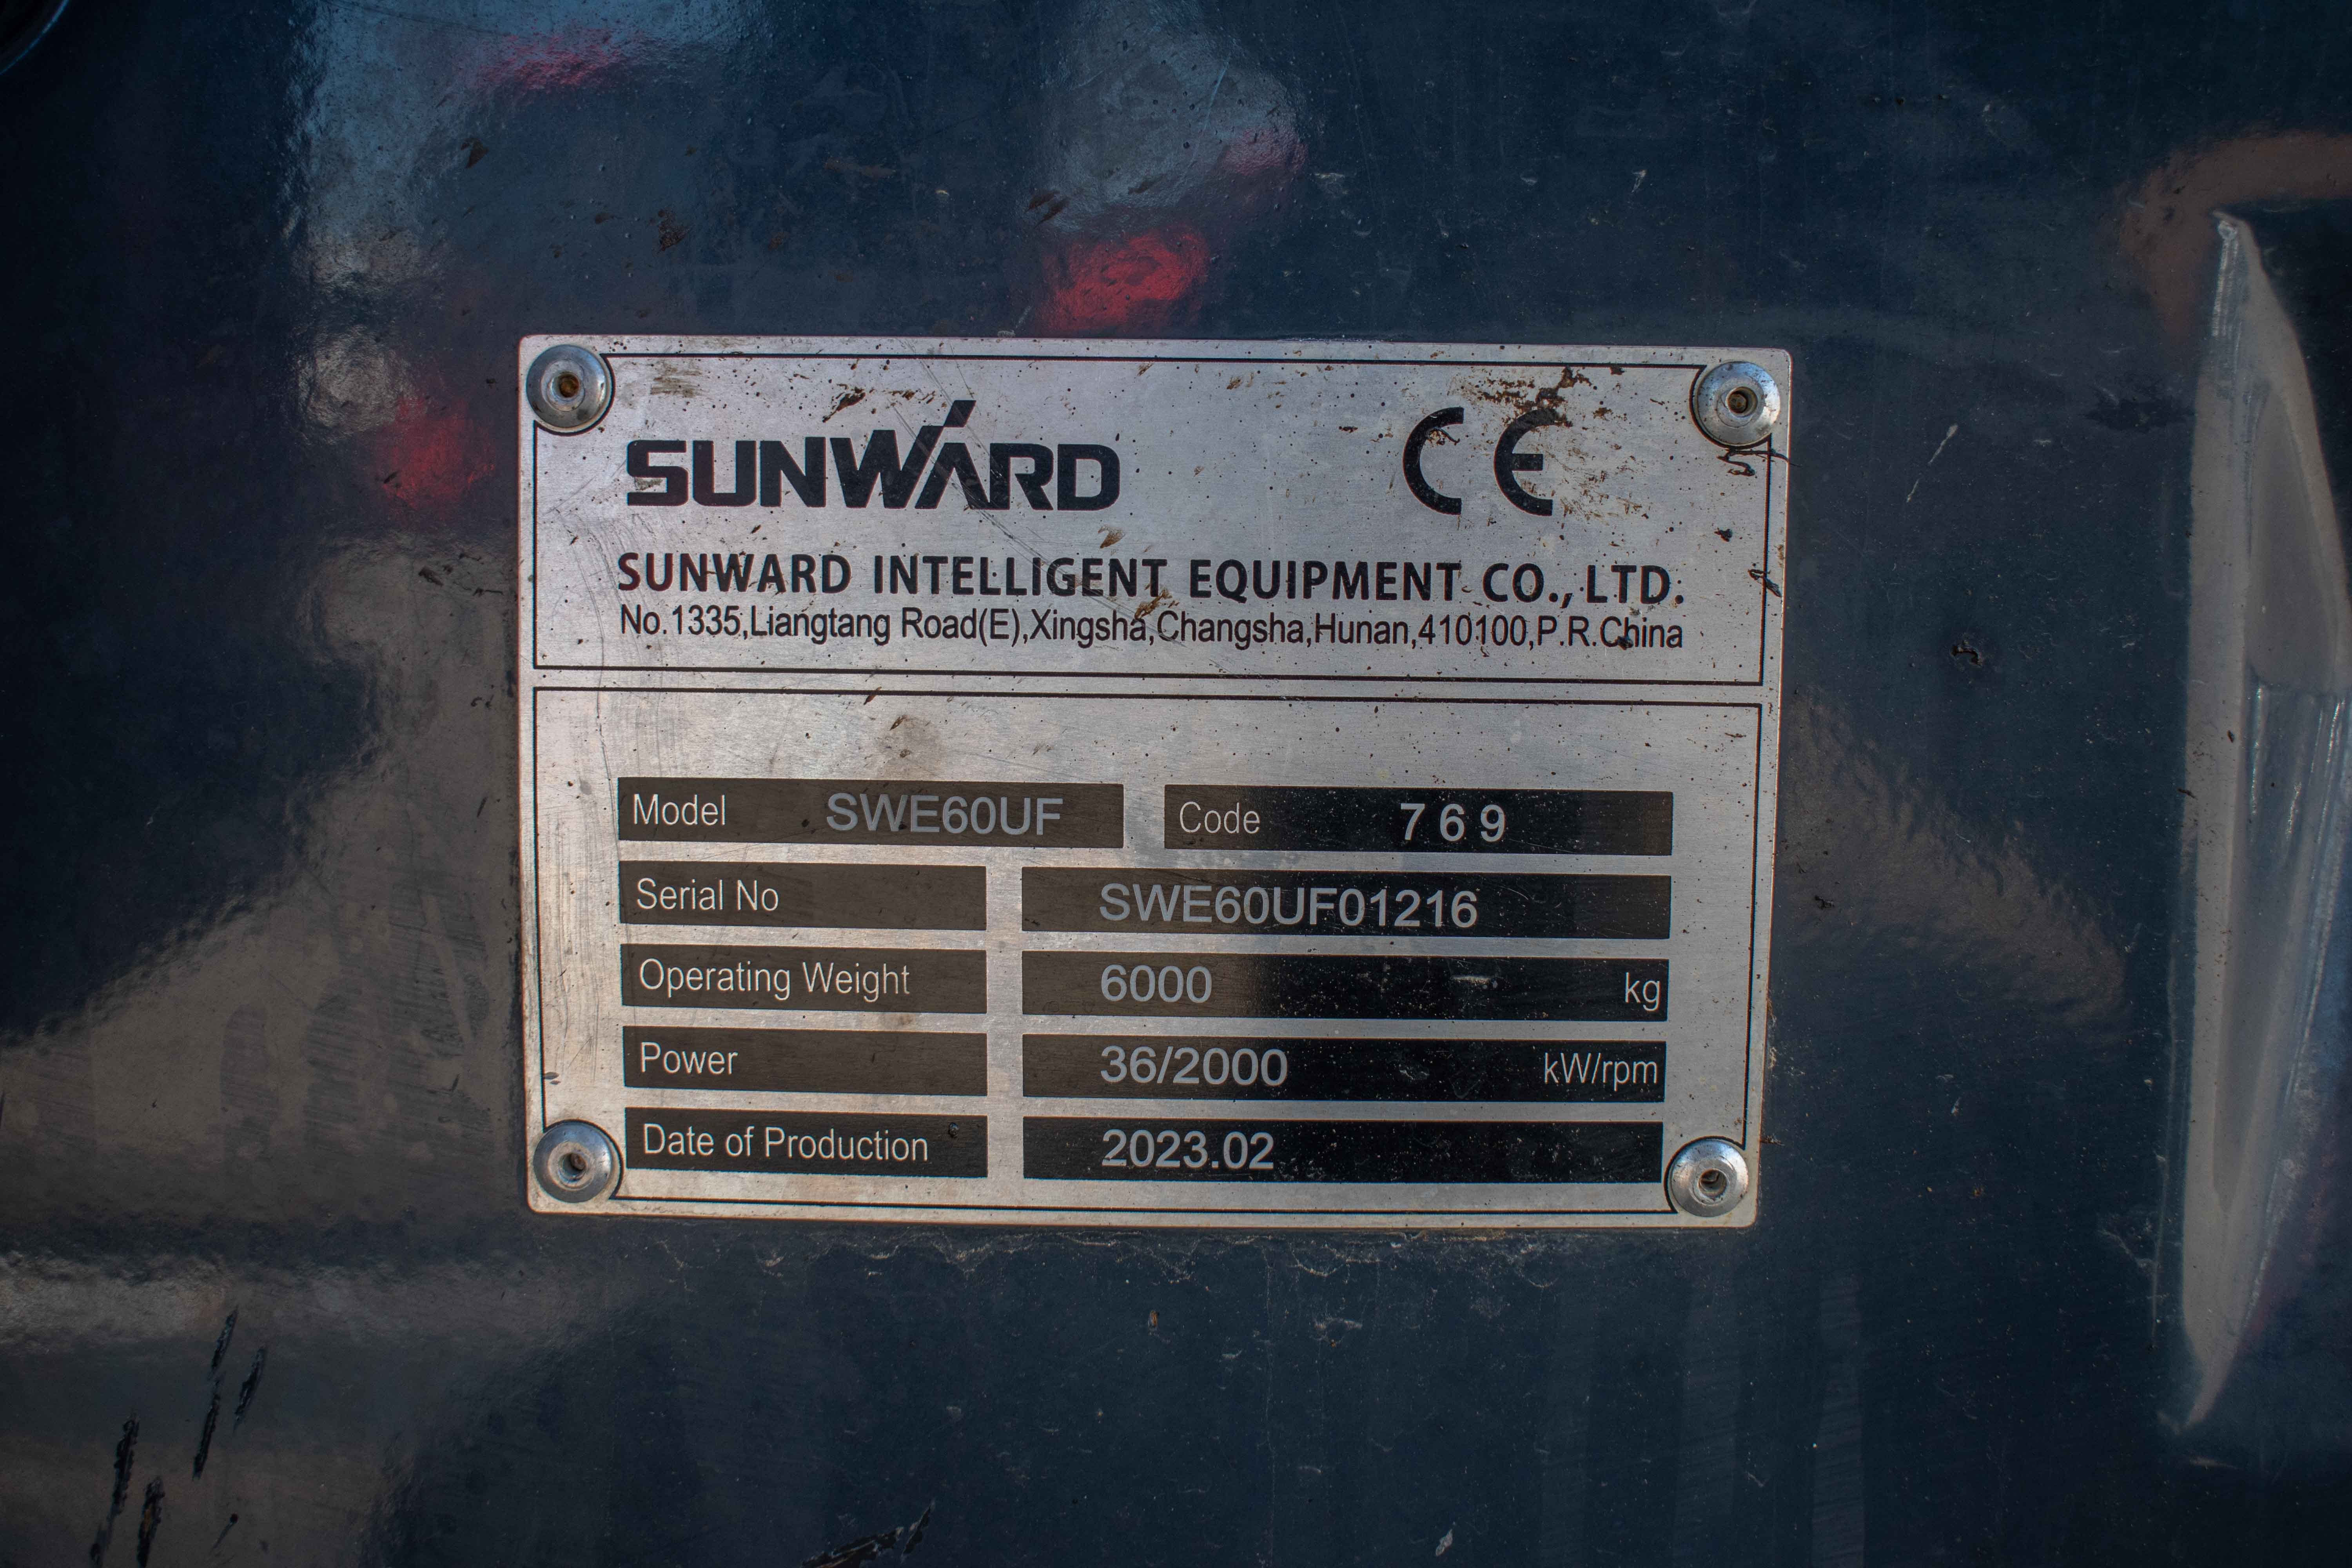 SUNWARD CE
SUNWARD INTELLIGENT EQUIPMENT CO., LTD.
No.1335,Liangtang Road(E),Xingsha,Changsha,Hunan,410100,P.R.China
Model SWE60UF Code 769
Serial No SWE60UF01216
Operating Weight 6000 kg
Power 36/2000 kW/rpm
Date of Production 2023.02